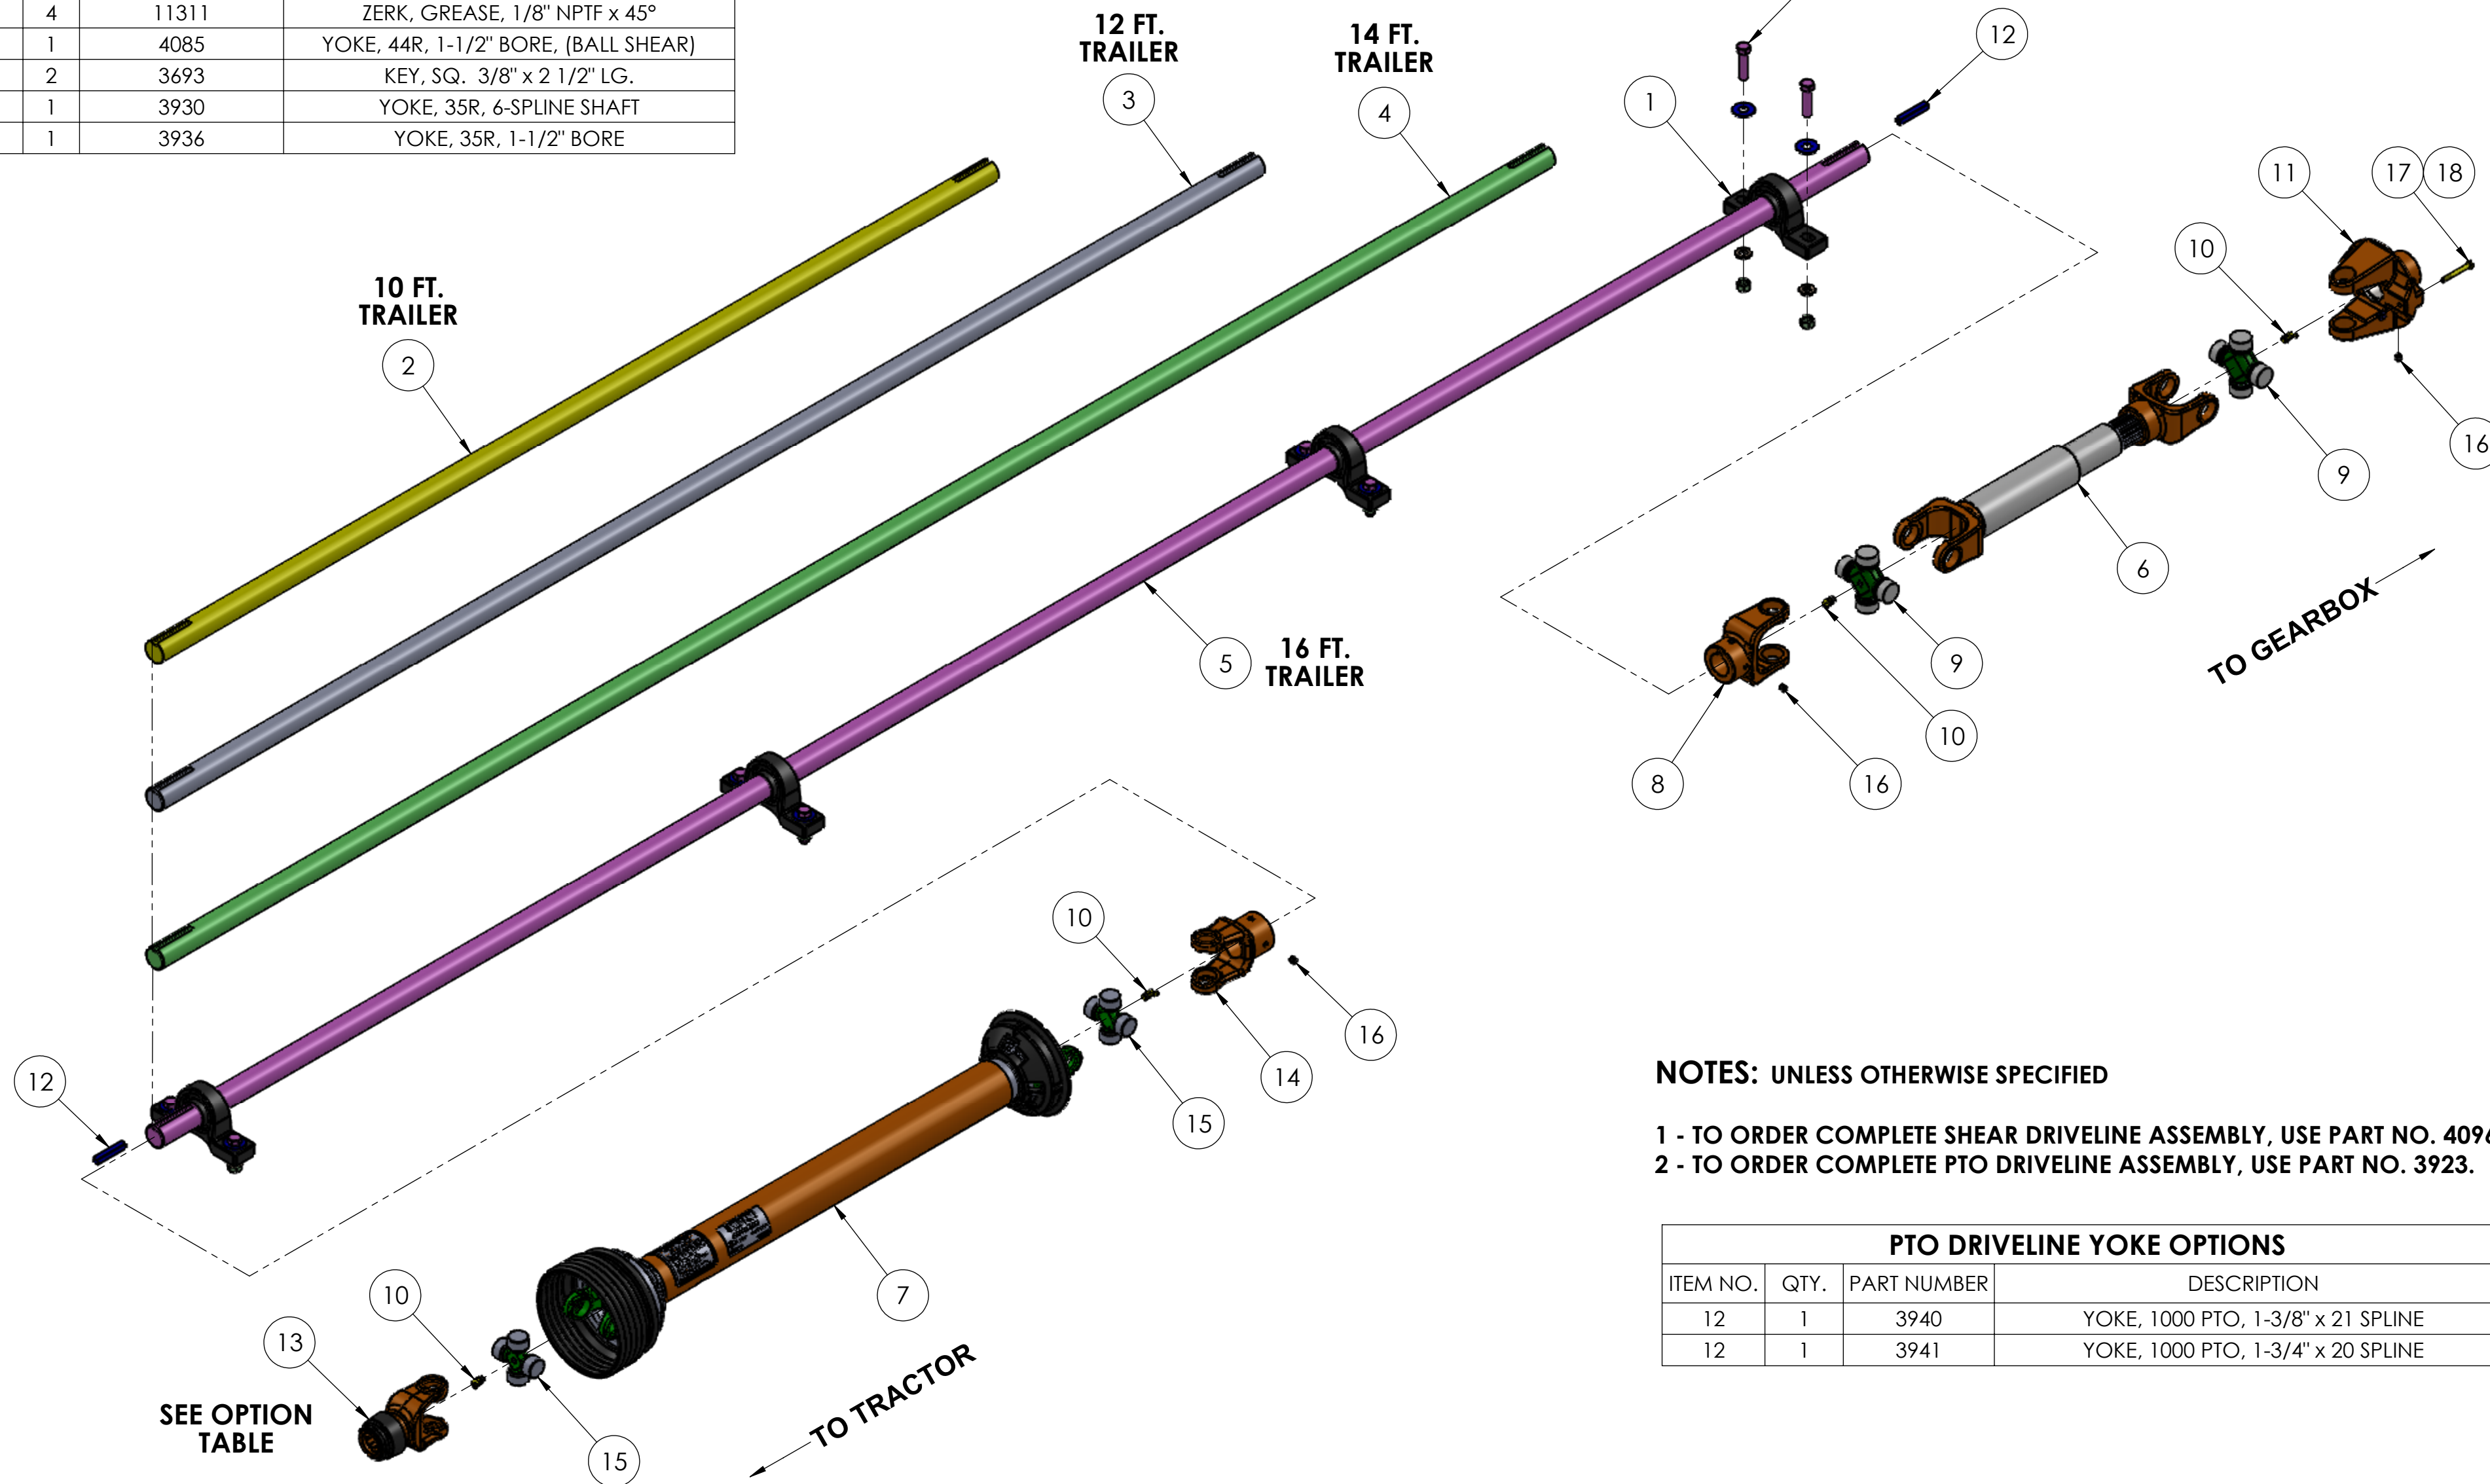 4 11311 ZERK, GREASE, 1/8" NPTF x 45°
1 4085 YOKE, 44R, 1-1/2" BORE, (BALL SHEAR)
2 3693 KEY, SQ. 3/8" x 2 1/2" LG.
1 3930 YOKE, 35R, 6-SPLINE SHAFT
1 3936 YOKE, 35R, 1-1/2" BORE
12 FT.
TRAILER
3
14 FT.
TRAILER
4
1
12
10 FT.
TRAILER
2
11
17 18
10
16
9
6
5
16 FT.
TRAILER
9
10
8
16
TO GEARBOX
10
16
14
15
12
7
10
13
15
SEE OPTION
TABLE
TO TRACTOR
NOTES: UNLESS OTHERWISE SPECIFIED
1 - TO ORDER COMPLETE SHEAR DRIVELINE ASSEMBLY, USE PART NO. 4096
2 - TO ORDER COMPLETE PTO DRIVELINE ASSEMBLY, USE PART NO. 3923.
PTO DRIVELINE YOKE OPTIONS
ITEM NO. QTY. PART NUMBER DESCRIPTION
12 1 3940 YOKE, 1000 PTO, 1-3/8" x 21 SPLINE
12 1 3941 YOKE, 1000 PTO, 1-3/4" x 20 SPLINE